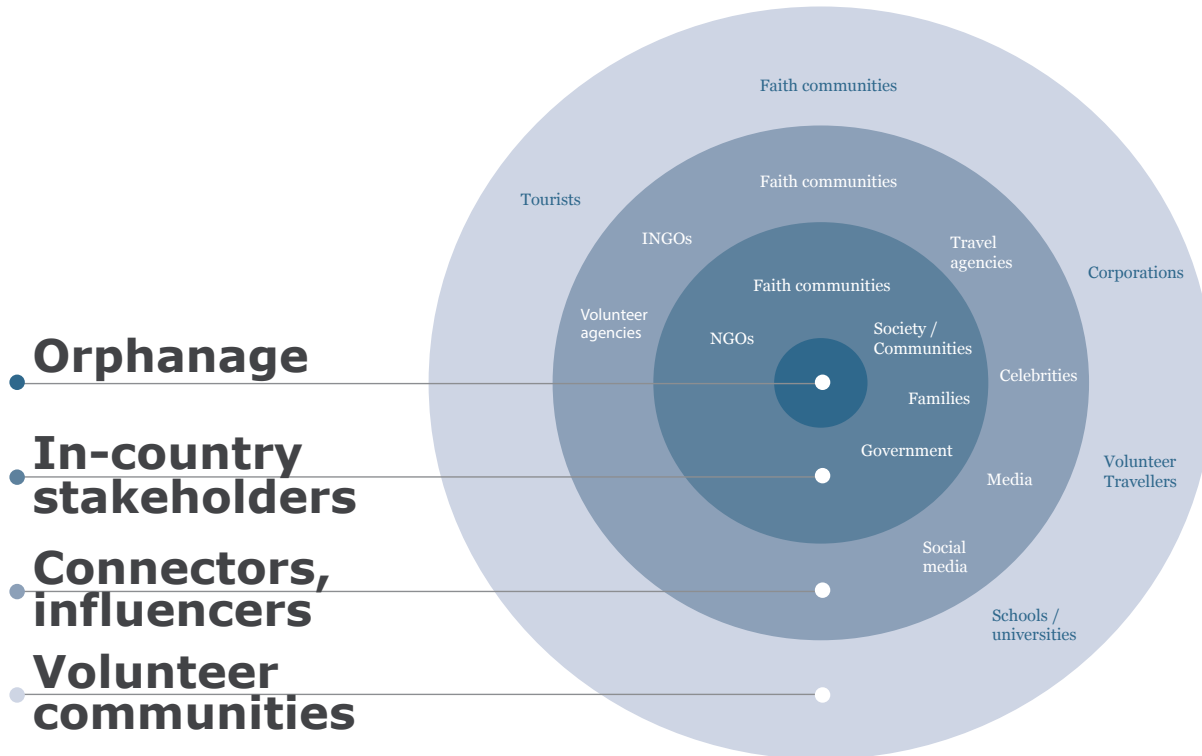 Faith communities
Faith communities
Tourists
INGOs
Travel
agencies
Corporations
Faith communities
Volunteer
agencies
NGOs
Society /
Communities
Orphanage
Celebrities
Families
In-country
stakeholders
Government
Volunteer
Travellers
Media
Connectors,
influencers
Social
media
Schools /
universities
Volunteer
communities